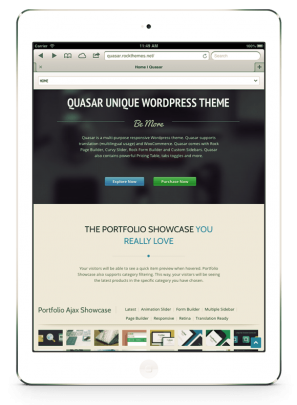 Carrier
11:48 AM
100%
quasar.rockthemes.net/
Search
Home | Quasar
HOME
QUASAR UNIQUE WORDPRESS THEME
Be More
Quasar is a multi-purpose responsive Wordpress theme. Quasar supports
translation (multilingual usage) and WooCommerce. Quasar comes with Rock
Page Builder, Curvy Slider, Rock Form Builder and Custom Sidebars. Quasar
also contains powerful Pricing Table, tabs toggles and more.
Explore Now
Purchase Now
THE PORTFOLIO SHOWCASE YOU
REALLY LOVE
Your visitors will be able to see a quick item preview when hovered. Portfolio
Showcase also supports category filtering. This way, your visitors will be seeing
the latest products in the specific category you have chosen.
Portfolio Ajax Showcase
Latest Animation Slider Form Builder Multiple Sidebar
Page Builder Responsive Retina Translation Ready